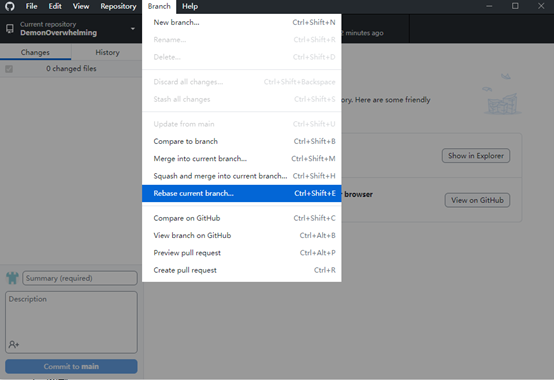 File Edit View Repository Branch Help
Current repository
DemonOverwhelming
Changes History
0 changed files
New branch... Ctrl+Shift+N
Rename... Ctrl+Shift+R
Delete... Ctrl+Shift+D
Discard all changes... Ctrl+Shift+Backspace
Stash all changes Ctrl+Shift+S
Update from main Ctrl+Shift+U
Compare to branch Ctrl+Shift+B
Merge into current branch... Ctrl+Shift+M
Squash and merge into current branch... Ctrl+Shift+H
Rebase current branch... Ctrl+Shift+E
Compare on GitHub Ctrl+Shift+C
View branch on GitHub Ctrl+Alt+B
Preview pull request Ctrl+Alt+P
Create pull request Ctrl+R
2 minutes ago
ory. Here are some friendly
Show in Explorer
r browser
View on GitHub
Summary (required)
Description
Commit to main